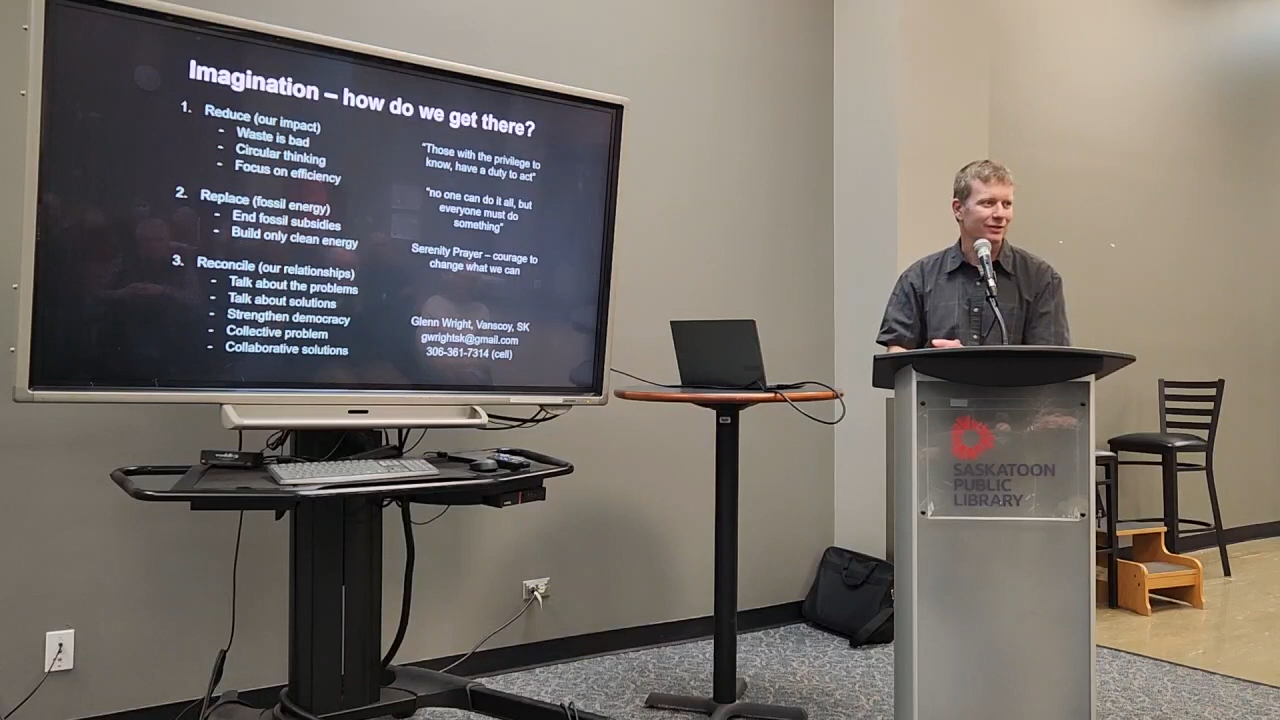 Imagination – how do we get there?
1. Reduce (our impact)
- Waste is bad
- Circular thinking
- Focus on efficiency
2. Replace (fossil energy)
- End fossil subsidies
- Build only clean energy
3. Reconcile (our relationships)
- Talk about the problems
- Talk about solutions
- Strengthen democracy
- Collective problem
- Collaborative solutions
“Those with the privilege to
know, have a duty to act”
“no one can do it all, but
everyone must do
something”
Serenity Prayer – courage to
change what we can
Glenn Wright, Vanscoy, SK
gwrightsk@gmail.com
306-361-7314 (cell)
SASKATOON
PUBLIC
LIBRARY